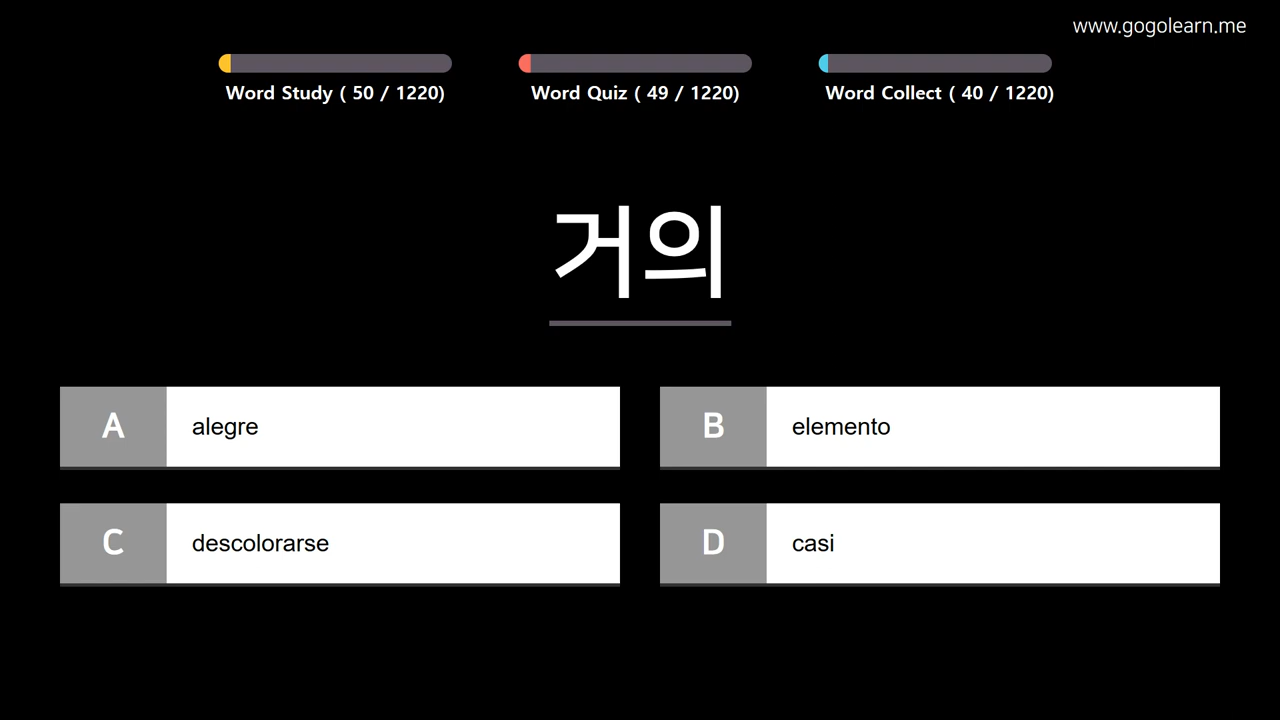 www.gogolearn.me
Word Study ( 50 / 1220)
Word Quiz ( 49 / 1220)
Word Collect ( 40 / 1220)
거의
A alegre
B elemento
C descolorarse
D casi